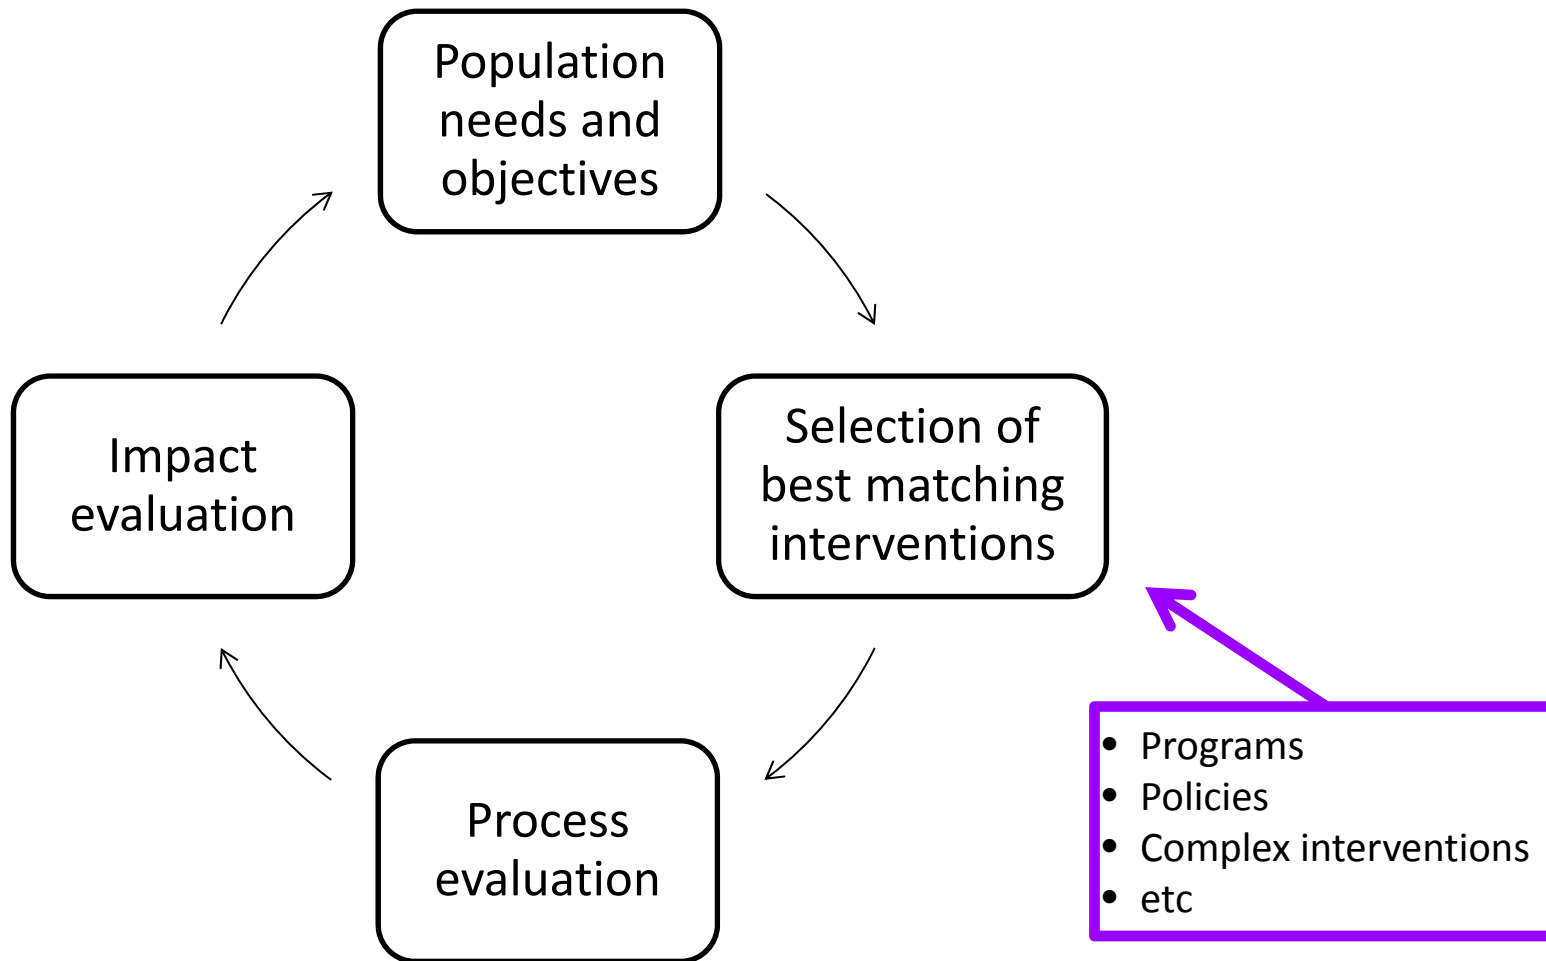 Population
needs and
objectives
Impact
evaluation
Selection of
best matching
interventions
Process
evaluation
• Programs
• Policies
• Complex interventions
• etc